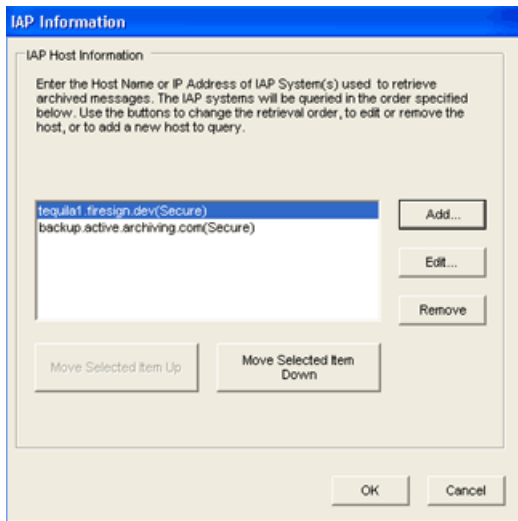 IAP Information
IAP Host Information
Enter the Host Name or IP Address of IAP System(s) used to retrieve
archived messages. The IAP systems will be queried in the order specified
below. Use the buttons to change the retrieval order, to edit or remove the
host, or to add a new host to query.
tequila1.firesign.dev(Secure)
backup.active.archiving.com(Secure)
Add...
Edit...
Remove
Move Selected Item Up
Move Selected Item
Down
OK
Cancel